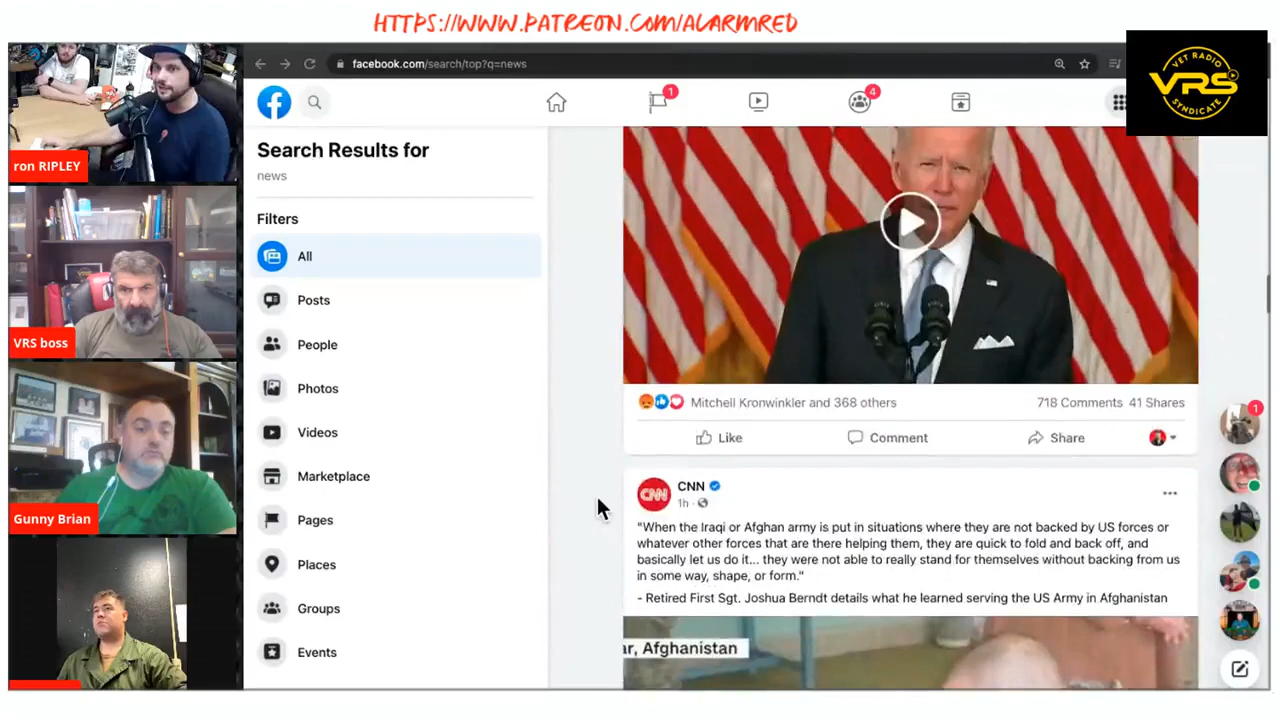 HTTPS://WWW.PATREON.COM/ALARMRED
facebook.com/search/top?q=news
VET RADIO
VRS
SYNDICATE
1
4
ron RIPLEY
VRS boss
Gunny Brian
Search Results for
news
Filters
All
Posts
People
Photos
Videos
Marketplace
Pages
Places
Groups
Events
Mitchell Kronwinkler and 368 others
718 Comments 41 Shares
Like
Comment
Share
CNN
CNN
1h ·
"When the Iraqi or Afghan army is put in situations where they are not backed by US forces or
whatever other forces that are there helping them, they are quick to fold and back off, and
basically let us do it... they were not able to really stand for themselves without backing from us
in some way, shape, or form."
- Retired First Sgt. Joshua Berndt details what he learned serving the US Army in Afghanistan
ar, Afghanistan
1